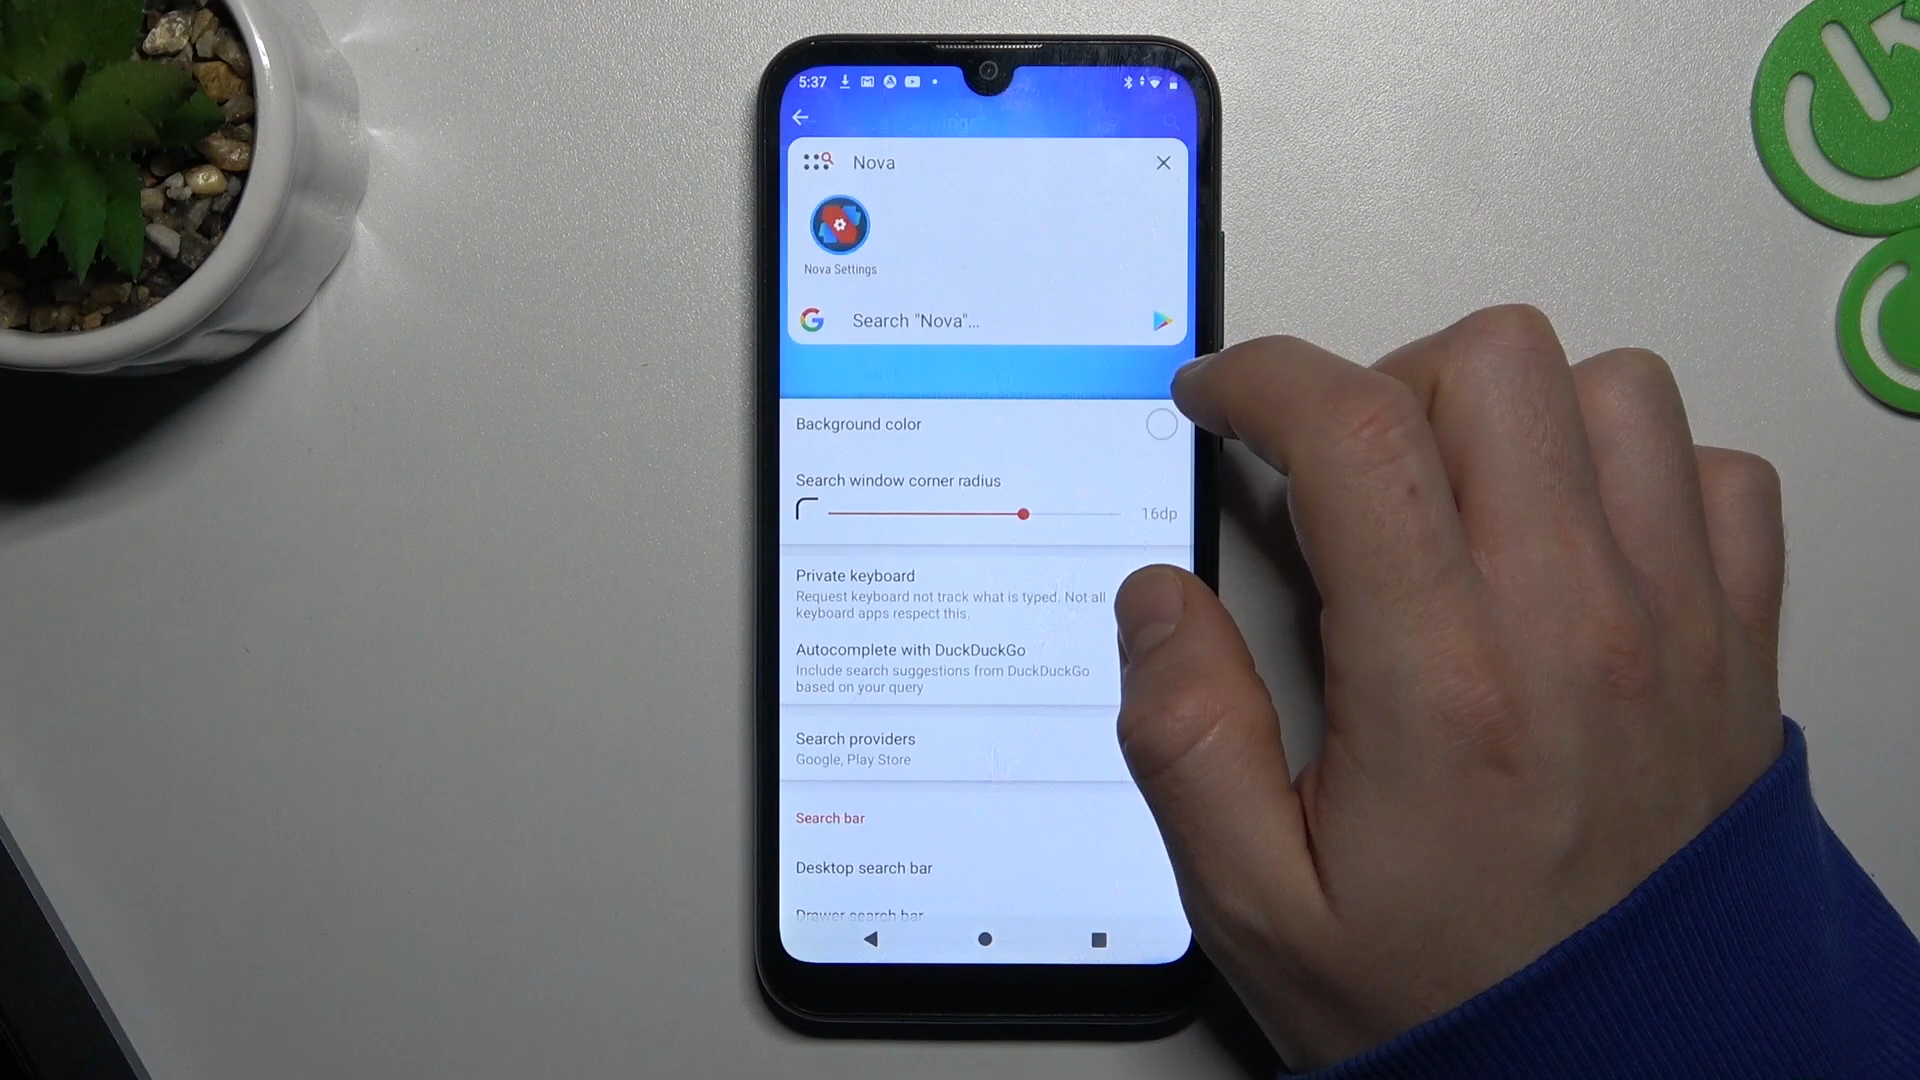 5:37
Nova
Nova Settings
Search "Nova"...
Background color
Search window corner radius
16dp
Private keyboard
Request keyboard not track what is typed. Not all
keyboard apps respect this.
Autocomplete with DuckDuckGo
Include search suggestions from DuckDuckGo
based on your query
Search providers
Google, Play Store
Search bar
Desktop search bar
Drawer search bar